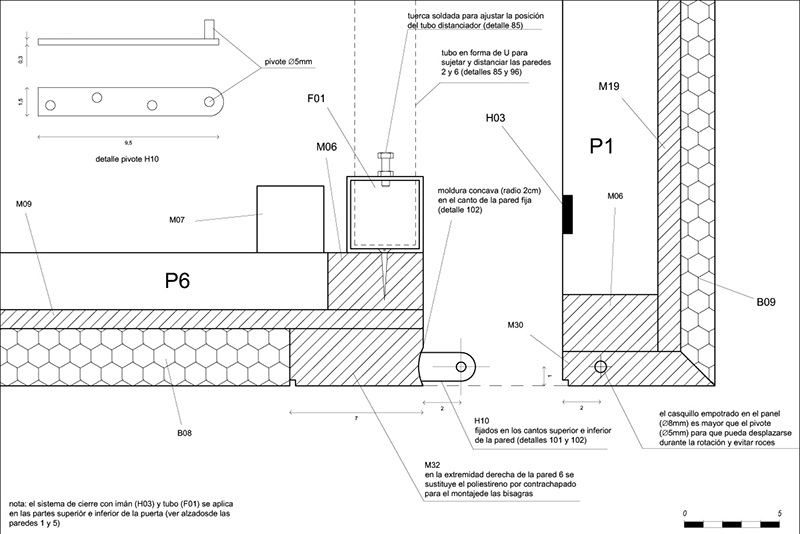 tuerca soldada para ajustar la posición
del tubo distanciador (detalle 85)
tubo en forma de U para
sujetar y distanciar las paredes
2 y 6 (detalles 85 y 96)
pivote ∅5mm
0,3
1,5
9,5
detalle pivote H10
F01
M06
H03
M19
P1
M07
M09
moldura concava (radio 2cm)
en el canto de la pared fija
(detalle 102)
M06
P6
B09
M30
B08
7
2
1
2
H10
fijados en los cantos superior e inferior
de la pared (detalles 101 y 102)
el casquillo empotrado en el panel
(∅8mm) es mayor que el pivote
(∅5mm) para que pueda desplazarse
durante la rotación y evitar roces
M32
en la extremidad derecha de la pared 6 se
sustituye el poliestireno por contrachapado
para el montajede las bisagras
nota: el sistema de cierre con imán (H03) y tubo (F01) se aplica
en las partes superiór e inferior de la puerta (ver alzadosde las
paredes 1 y 5)
0
5